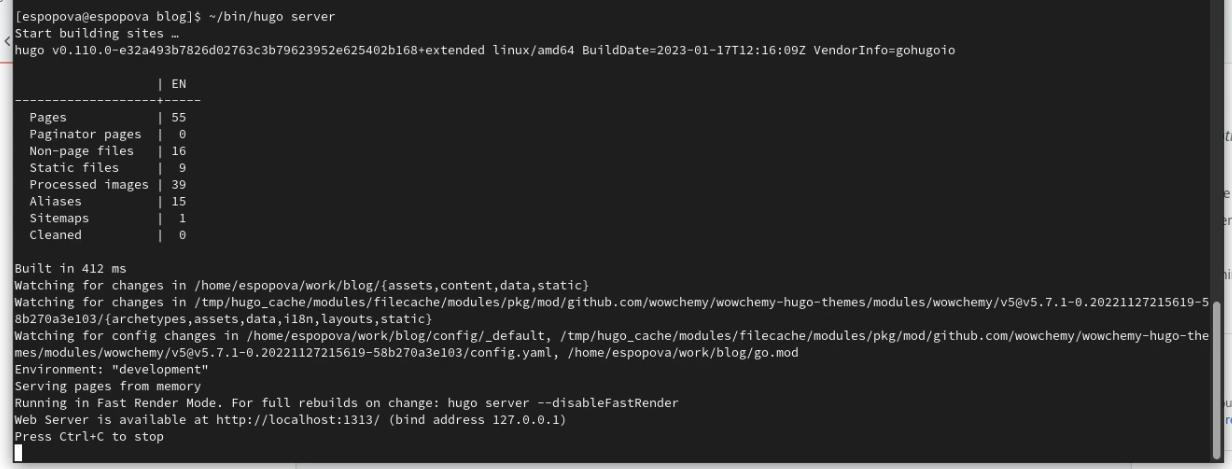 [espopova@espopova blog]$ ~/bin/hugo server
Start building sites …
hugo v0.110.0-e32a493b7826d02763c3b79623952e625402b168+extended linux/amd64 BuildDate=2023-01-17T12:16:09Z VendorInfo=gohugoio
                   | EN
-------------------+-----
  Pages            | 55
  Paginator pages  |  0
  Non-page files   | 16
  Static files     |  9
  Processed images | 39
  Aliases          | 15
  Sitemaps         |  1
  Cleaned          |  0
Built in 412 ms
Watching for changes in /home/espopova/work/blog/{assets,content,data,static}
Watching for changes in /tmp/hugo_cache/modules/filecache/modules/pkg/mod/github.com/wowchemy/wowchemy-hugo-themes/modules/wowchemy/v5@v5.7.1-0.20221127215619-5
8b270a3e103/{archetypes,assets,data,i18n,layouts,static}
Watching for config changes in /home/espopova/work/blog/config/_default, /tmp/hugo_cache/modules/filecache/modules/pkg/mod/github.com/wowchemy/wowchemy-hugo-the
mes/modules/wowchemy/v5@v5.7.1-0.20221127215619-58b270a3e103/config.yaml, /home/espopova/work/blog/go.mod
Environment: "development"
Serving pages from memory
Running in Fast Render Mode. For full rebuilds on change: hugo server --disableFastRender
Web Server is available at http://localhost:1313/ (bind address 127.0.0.1)
Press Ctrl+C to stop